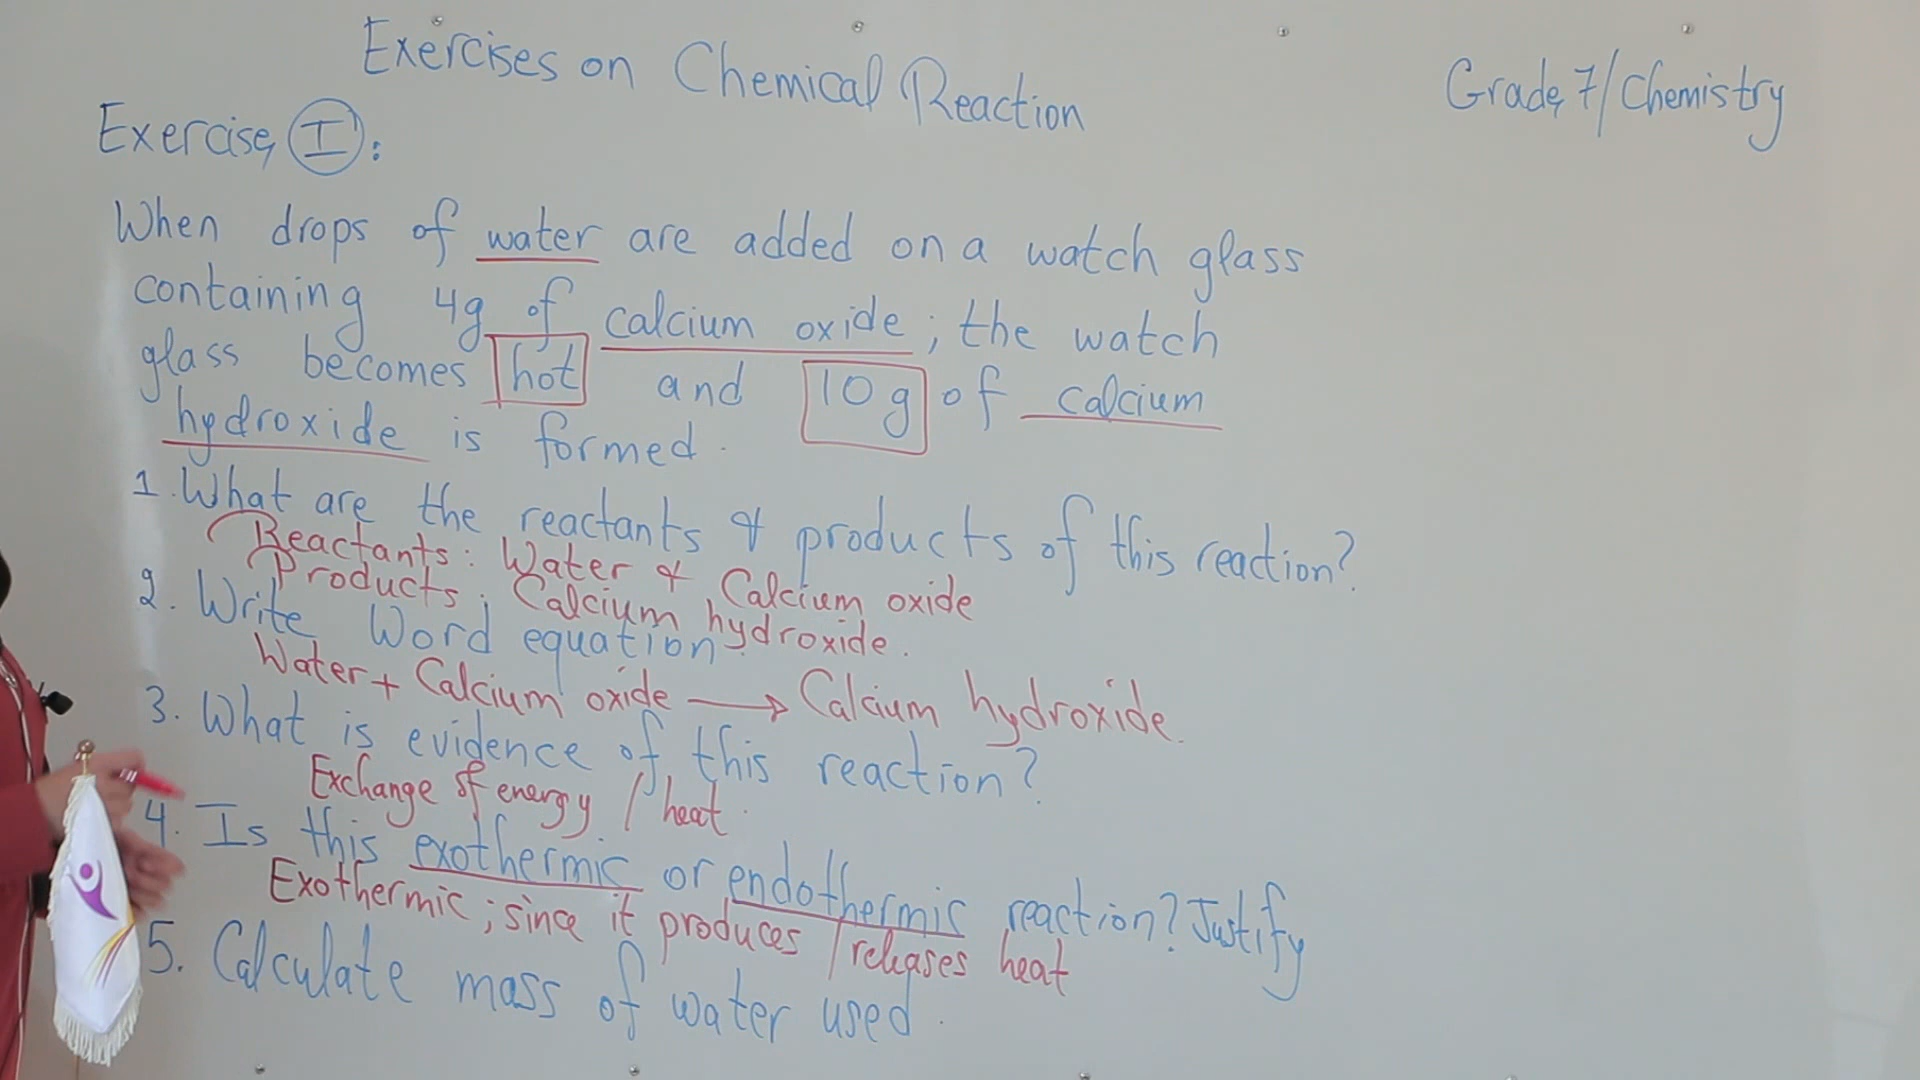 Exercises on Chemical Reaction
Grade 7/Chemistry
Exercise I:
When drops of water are added on a watch glass
containing 4g of calcium oxide; the watch
glass becomes hot and 10g of calcium
hydroxide is formed.
1. What are the reactants & products of this reaction?
Reactants: Water & Calcium oxide
Products: Calcium hydroxide.
2. Write Word equation.
Water + Calcium oxide → Calcium hydroxide.
3. What is evidence of this reaction?
Exchange of energy / heat.
4. Is this exothermic or endothermic reaction? Justify
Exothermic; since it produces / releases heat
5. Calculate mass of water used.